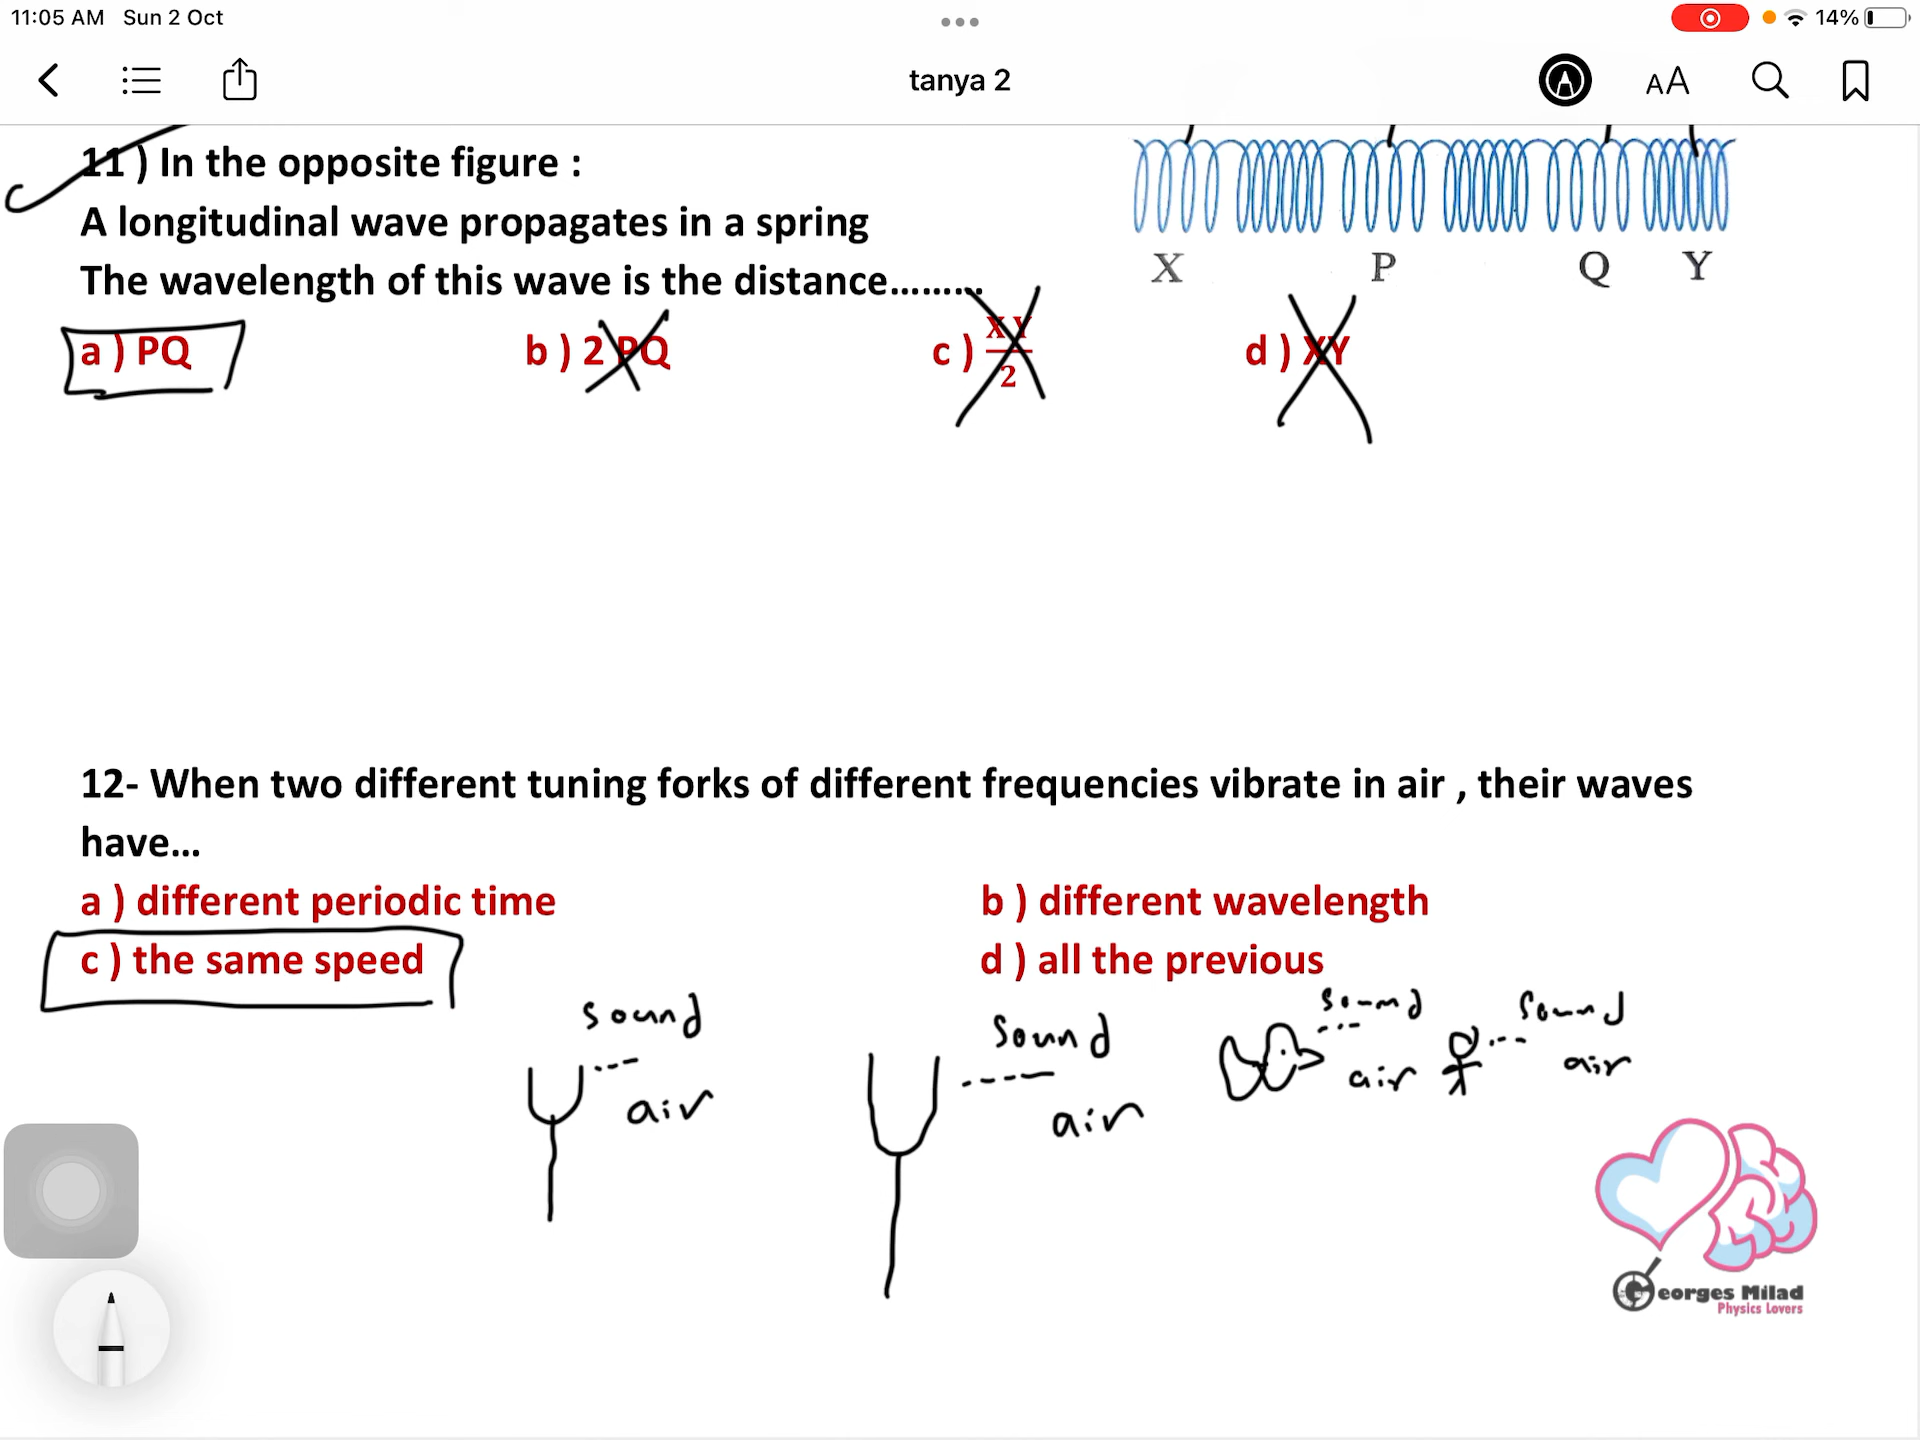 11:05 AM Sun 2 Oct
14%
tanya 2
AA
11 ) In the opposite figure :
A longitudinal wave propagates in a spring
The wavelength of this wave is the distance.........
X P Q Y
a ) PQ b ) 2 PQ c ) XY/2 d ) XY
12- When two different tuning forks of different frequencies vibrate in air , their waves
have...
a ) different periodic time b ) different wavelength
c ) the same speed d ) all the previous
sound sound sound sound
air air air air
Georges Milad
Physics Lovers